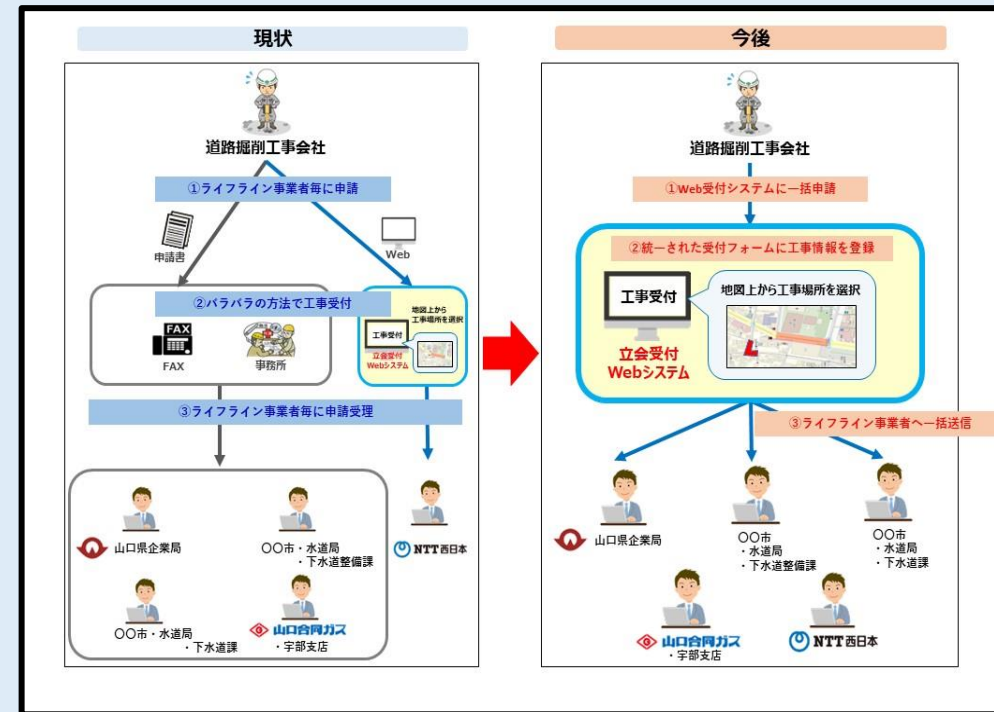 現状
道路掘削工事会社
①ライフライン事業者毎に申請
申請書
Web
②バラバラの方法で工事受付
FAX
FAX
事務所
地図上から
工事場所を選択
工事受付
立会受付
Webシステム
③ライフライン事業者毎に申請受理
山口県企業局
〇〇市・水道局
・下水道整備課
NTT西日本
〇〇市・水道局
・下水道課
山口合同ガス
・宇部支店
今後
道路掘削工事会社
①Web受付システムに一括申請
②統一された受付フォームに工事情報を登録
工事受付
地図上から工事場所を選択
立会受付
Webシステム
③ライフライン事業者へ一括送信
山口県企業局
〇〇市
・水道局
・下水道整備課
〇〇市
・水道局
・下水道課
山口合同ガス
・宇部支店
NTT西日本